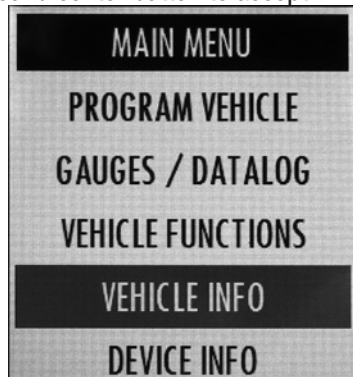 MAIN MENU
PROGRAM VEHICLE
GAUGES / DATALOG
VEHICLE FUNCTIONS
VEHICLE INFO
DEVICE INFO